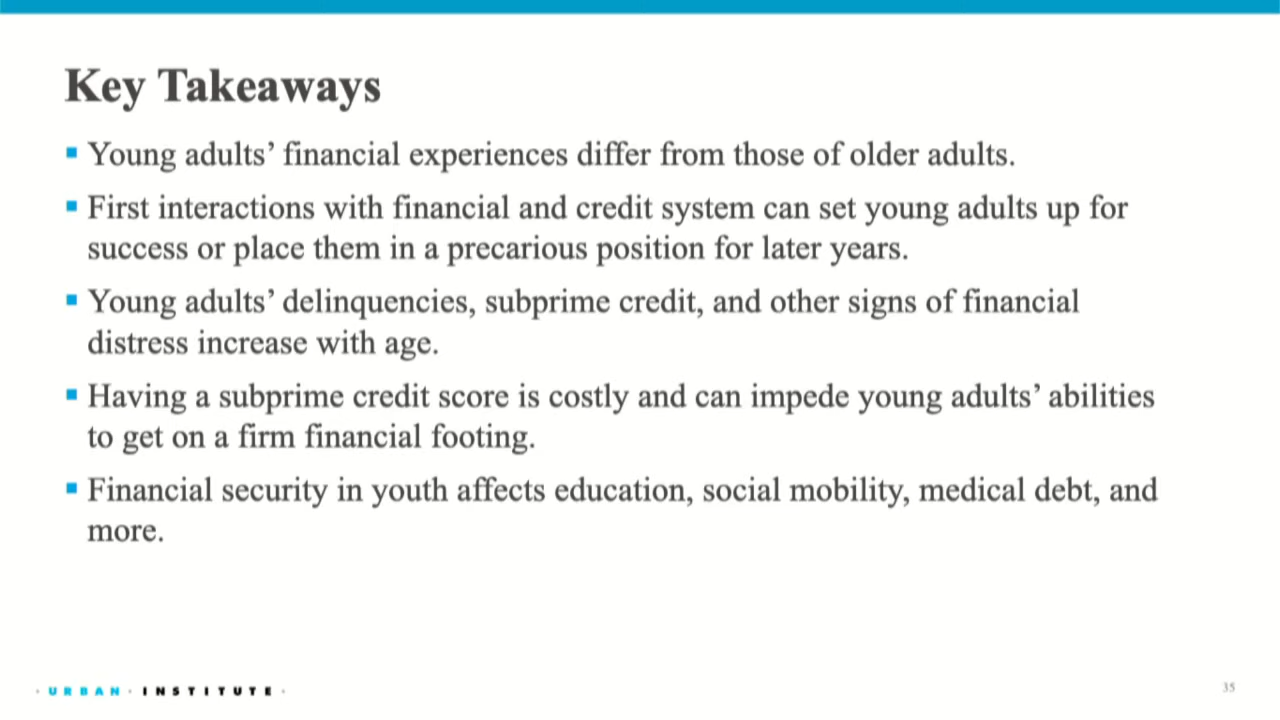 Key Takeaways
▪ Young adults’ financial experiences differ from those of older adults.
▪ First interactions with financial and credit system can set young adults up for
success or place them in a precarious position for later years.
▪ Young adults’ delinquencies, subprime credit, and other signs of financial
distress increase with age.
▪ Having a subprime credit score is costly and can impede young adults’ abilities
to get on a firm financial footing.
▪ Financial security in youth affects education, social mobility, medical debt, and
more.
· URBAN · INSTITUTE ·
35